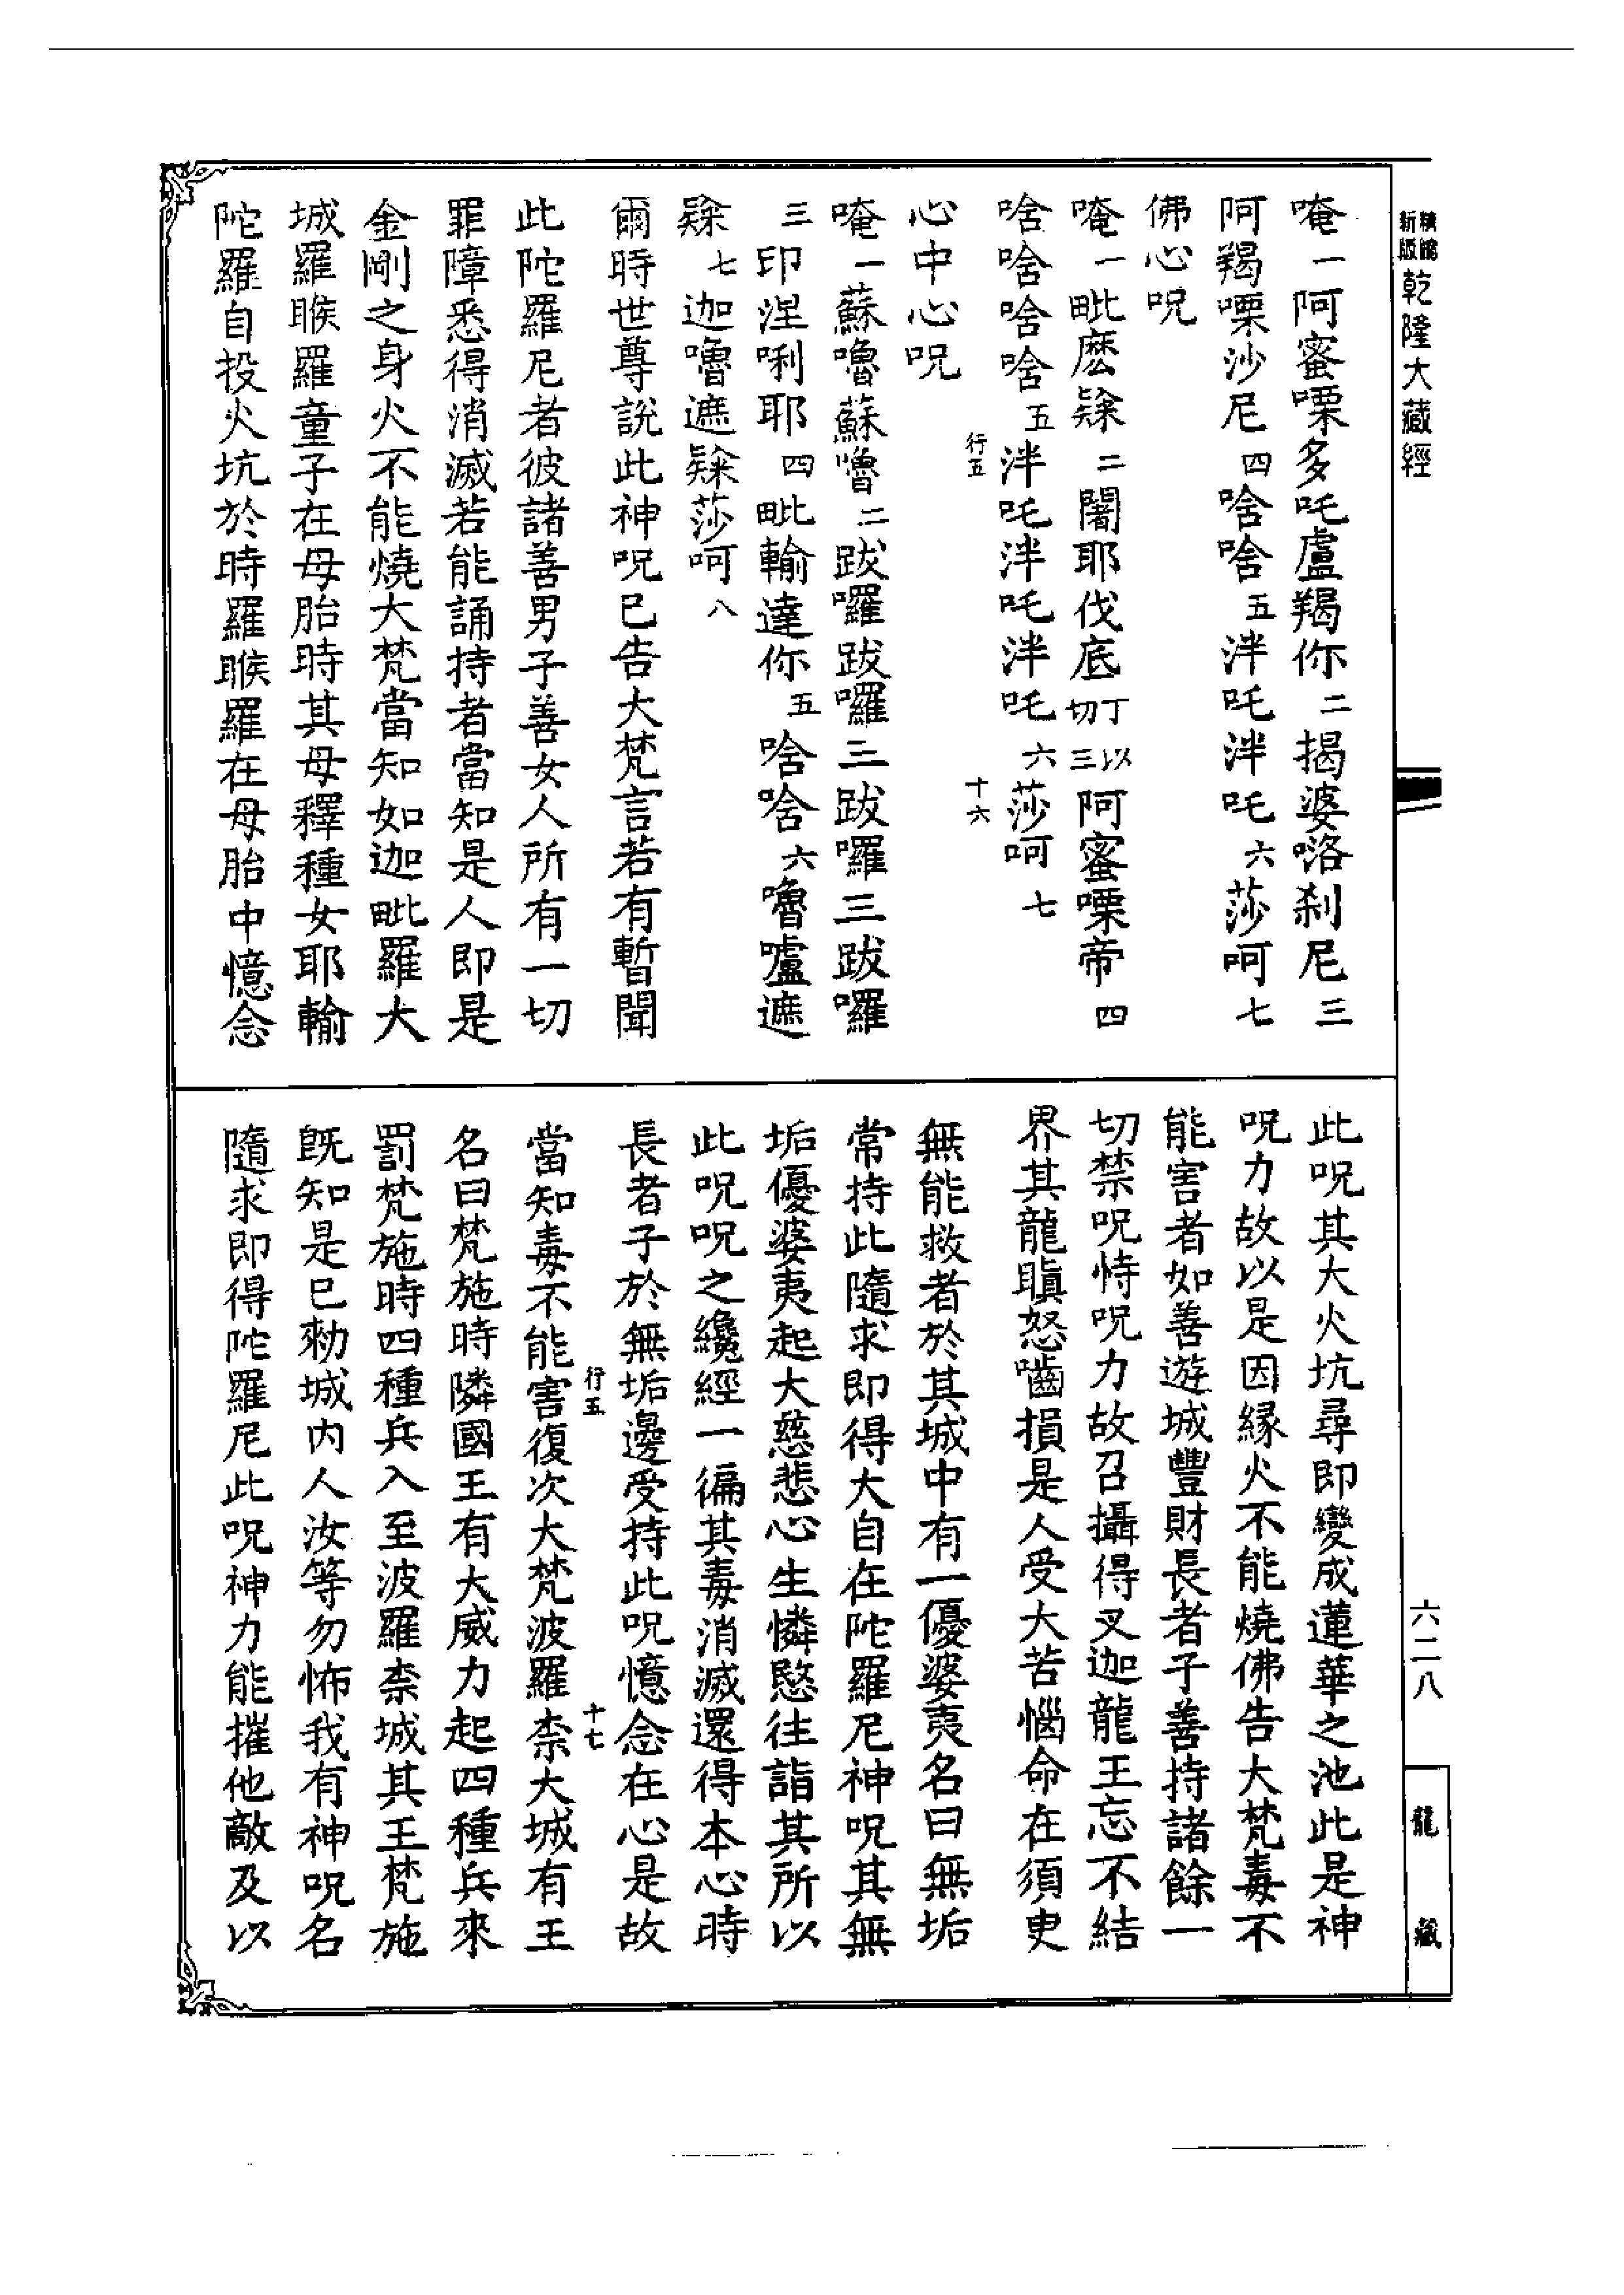 新版 精縮 乾隆大藏經
唵一阿蜜㗚多吒盧羯你二揭婆咯剎尼三
阿羯㗚沙尼四唅唅五泮吒泮吒六莎呵七
佛心呪
唵一毗麼㘑二闍耶伐底丁以切三阿蜜㗚帝四
唅唅唅唅五泮吒泮吒泮吒六莎呵七
行五 十六
心中心呪
唵一蘇嚕蘇嚕二跋囉跋囉三跋囉三跋囉
三印涅唎耶四毗輸達你五唅唅六嚕嚧遮
㘑七迦嚕遮㘑莎呵八
爾時世尊說此神呪已告大梵言若有暫聞
此陀羅尼者彼諸善男子善女人所有一切
罪障悉得消滅若能誦持者當知是人即是
金剛之身火不能燒大梵當知如迦毗羅大
城羅睺羅童子在母胎時其母釋種女耶輸
陀羅自投火坑於時羅睺羅在母胎中憶念
此呪其大火坑尋即變成蓮華之池此是神
呪力故以是因緣火不能燒佛告大梵毒不
能害者如善遊城豐財長者子善持諸餘一
切禁呪恃呪力故召攝得叉迦龍王忘不結
界其龍瞋怒嚙損是人受大苦惱命在須臾
無能救者於其城中有一優婆夷名曰無垢
常持此隨求即得大自在陀羅尼神呪其無
垢優婆夷起大慈悲心生憐愍往詣其所以
此呪呪之纔經一徧其毒消滅還得本心時
長者子於無垢邊受持此呪憶念在心是故
行五 十七
當知毒不能害復次大梵波羅柰大城有王
名曰梵施時隣國王有大威力起四種兵來
罰梵施時四種兵入至波羅柰城其王梵施
既知是已勑城內人汝等勿怖我有神呪名
隨求即得陀羅尼此呪神力能摧他敵及以
六二八
龍藏